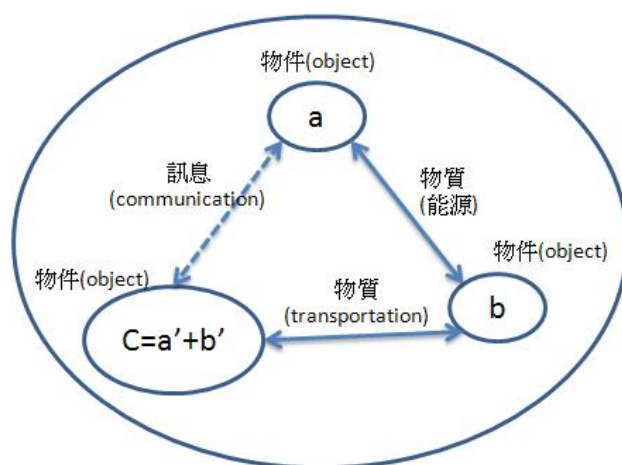 物件(object)
a
訊息
(communication)
物質
(能源)
物件(object)
物件(object)
物質
(transportation)
b
C=a’+b’